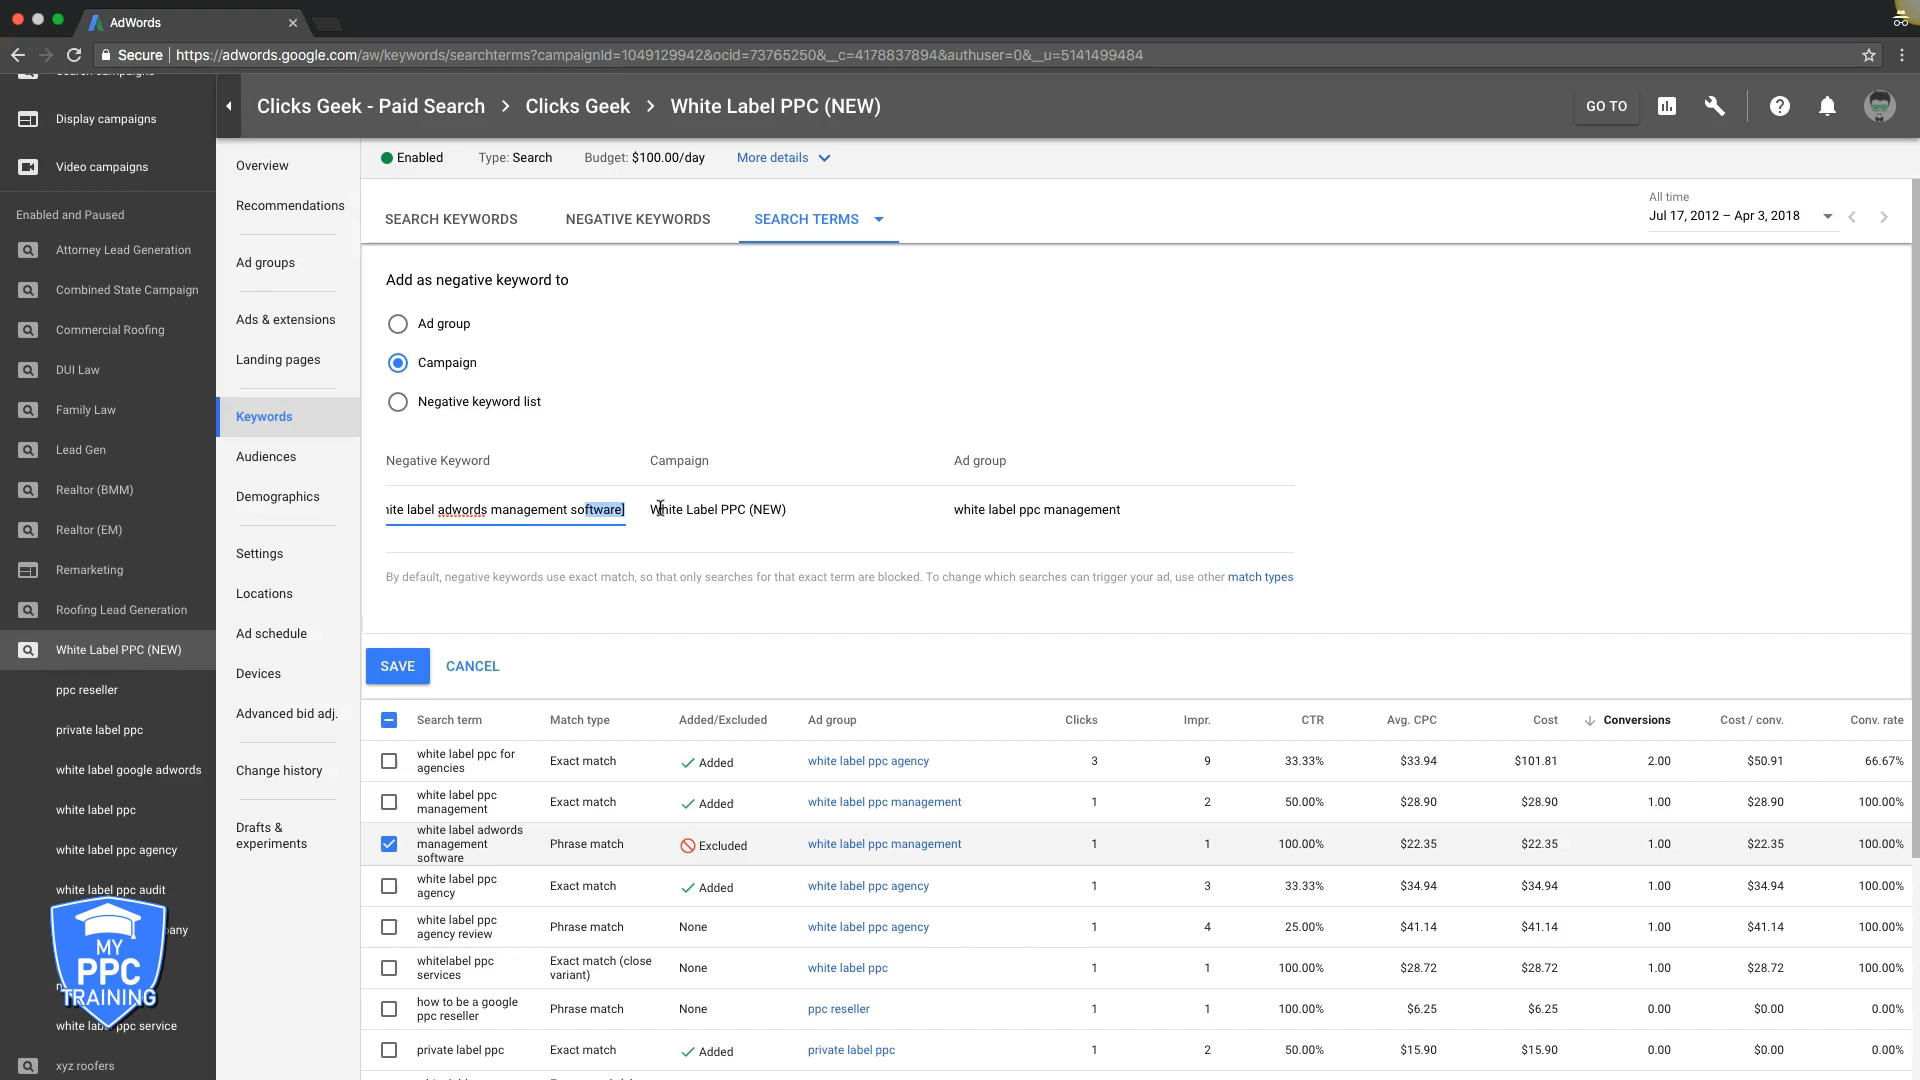 AdWords
Secure
https://adwords.google.com/aw/keywords/searchterms?campaignId=1049129942&ocid=73765250&__c=4178837894&authuser=0&__u=5141499484
Clicks Geek - Paid Search > Clicks Geek > White Label PPC (NEW)
GO TO
Search campaigns
Display campaigns
Video campaigns
Enabled and Paused
Attorney Lead Generation
Combined State Campaign
Commercial Roofing
DUI Law
Family Law
Lead Gen
Realtor (BMM)
Realtor (EM)
Remarketing
Roofing Lead Generation
White Label PPC (NEW)
ppc reseller
private label ppc
white label google adwords
white label ppc
white label ppc agency
white label ppc audit
pany
MY
PPC
TRAINING
white lab ppc service
xyz roofers
Overview
Recommendations
Ad groups
Ads & extensions
Landing pages
Keywords
Audiences
Demographics
Settings
Locations
Ad schedule
Devices
Advanced bid adj.
Change history
Drafts &
experiments
Enabled Type: Search Budget: $100.00/day More details
SEARCH KEYWORDS NEGATIVE KEYWORDS SEARCH TERMS
All time
Jul 17, 2012 – Apr 3, 2018
Add as negative keyword to
Ad group
Campaign
Negative keyword list
Negative Keyword Campaign Ad group
ite label adwords management software] White Label PPC (NEW) white label ppc management
By default, negative keywords use exact match, so that only searches for that exact term are blocked. To change which searches can trigger your ad, use other match types
SAVE CANCEL
Search term Match type Added/Excluded Ad group Clicks Impr. CTR Avg. CPC Cost Conversions Cost / conv. Conv. rate
white label ppc for
agencies Exact match Added white label ppc agency 3 9 33.33% $33.94 $101.81 2.00 $50.91 66.67%
white label ppc
management Exact match Added white label ppc management 1 2 50.00% $28.90 $28.90 1.00 $28.90 100.00%
white label adwords
management
software Phrase match Excluded white label ppc management 1 1 100.00% $22.35 $22.35 1.00 $22.35 100.00%
white label ppc
agency Exact match Added white label ppc agency 1 3 33.33% $34.94 $34.94 1.00 $34.94 100.00%
white label ppc
agency review Phrase match None white label ppc agency 1 4 25.00% $41.14 $41.14 1.00 $41.14 100.00%
whitelabel ppc
services Exact match (close
variant) None white label ppc 1 1 100.00% $28.72 $28.72 1.00 $28.72 100.00%
how to be a google
ppc reseller Phrase match None ppc reseller 1 1 100.00% $6.25 $6.25 0.00 $0.00 0.00%
private label ppc Exact match Added private label ppc 1 2 50.00% $15.90 $15.90 0.00 $0.00 0.00%